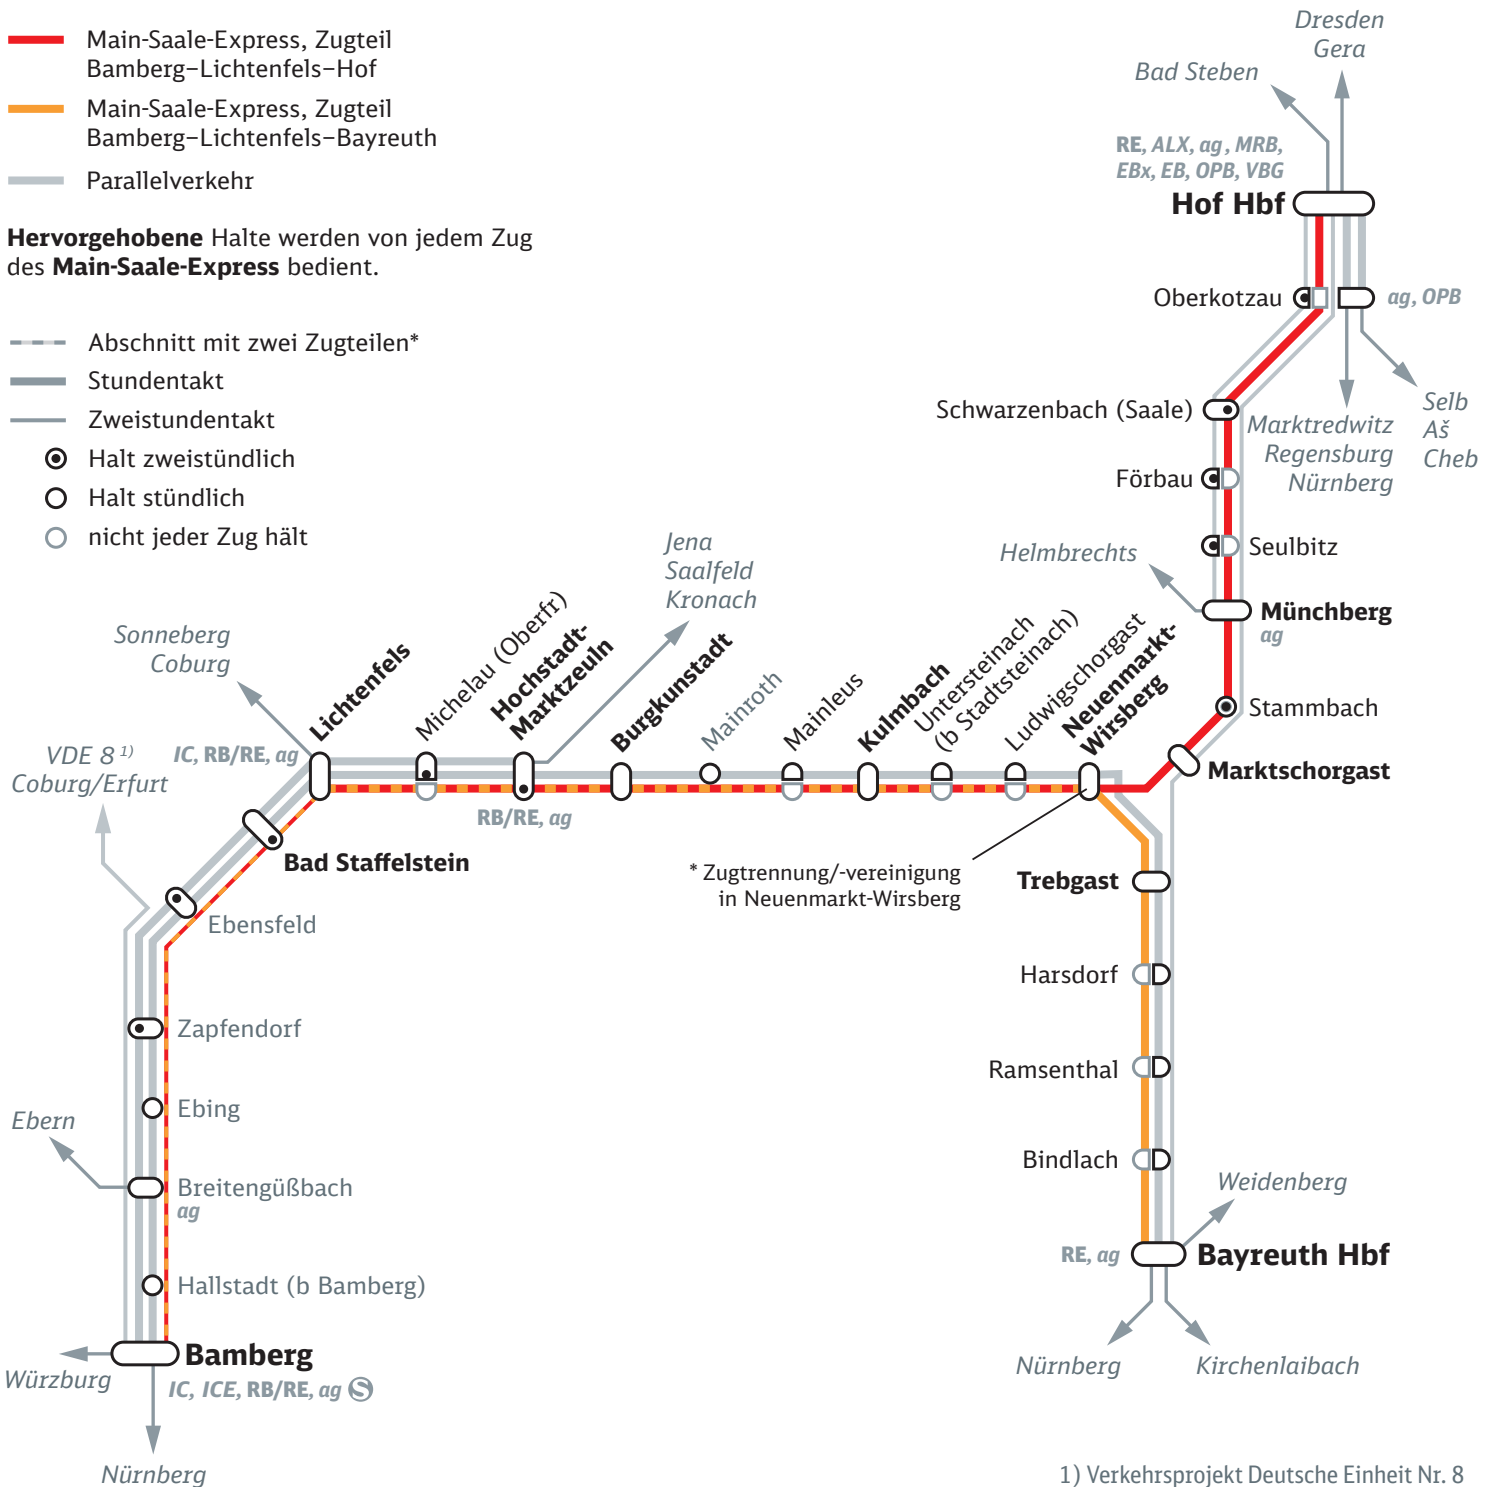 Main-Saale-Express, Zugteil
Bamberg–Lichtenfels–Hof
Main-Saale-Express, Zugteil
Bamberg–Lichtenfels–Bayreuth
Parallelverkehr
Hervorgehobene Halte werden von jedem Zug
des Main-Saale-Express bedient.
Abschnitt mit zwei Zugteilen*
Stundentakt
Zweistundentakt
Halt zweistündlich
Halt stündlich
nicht jeder Zug hält
Dresden
Gera
Bad Steben
RE, ALX, ag, MRB,
EBx, EB, OPB, VBG
Hof Hbf
Oberkotzau
ag, OPB
Schwarzenbach (Saale)
Selb
Aš
Cheb
Marktredwitz
Regensburg
Nürnberg
Förbau
Seulbitz
Helmbrechts
Münchberg
ag
Stammbach
Marktschorgast
Jena
Saalfeld
Kronach
Sonneberg
Coburg
VDE 8 1)
Coburg/Erfurt
IC, RB/RE, ag
Lichtenfels
Michelau (Oberfr)
Hochstadt-
Marktzeuln
RB/RE, ag
Burgkunstadt
Mainroth
Mainleus
Kulmbach
Untersteinach
(b Stadtsteinach)
Ludwigschorgast
Neuenmarkt-
Wirsberg
* Zugtrennung/-vereinigung
in Neuenmarkt-Wirsberg
Bad Staffelstein
Ebensfeld
Zapfendorf
Ebing
Ebern
Breitengüßbach
ag
Hallstadt (b Bamberg)
Bamberg
IC, ICE, RB/RE, ag S
Würzburg
Nürnberg
Trebgast
Harsdorf
Ramsenthal
Bindlach
Weidenberg
RE, ag
Bayreuth Hbf
Nürnberg
Kirchenlaibach
1) Verkehrsprojekt Deutsche Einheit Nr. 8